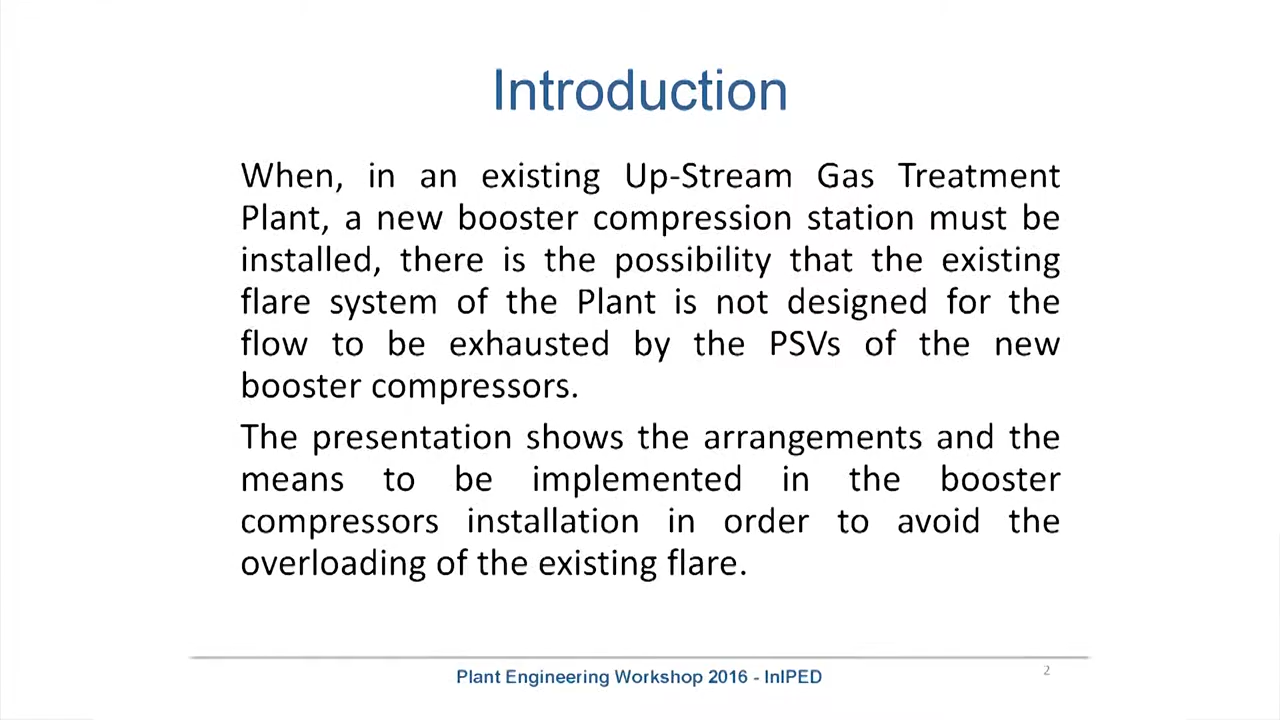 Introduction
When, in an existing Up-Stream Gas Treatment
Plant, a new booster compression station must be
installed, there is the possibility that the existing
flare system of the Plant is not designed for the
flow to be exhausted by the PSVs of the new
booster compressors.
The presentation shows the arrangements and the
means to be implemented in the booster
compressors installation in order to avoid the
overloading of the existing flare.
Plant Engineering Workshop 2016 - InIPED
2